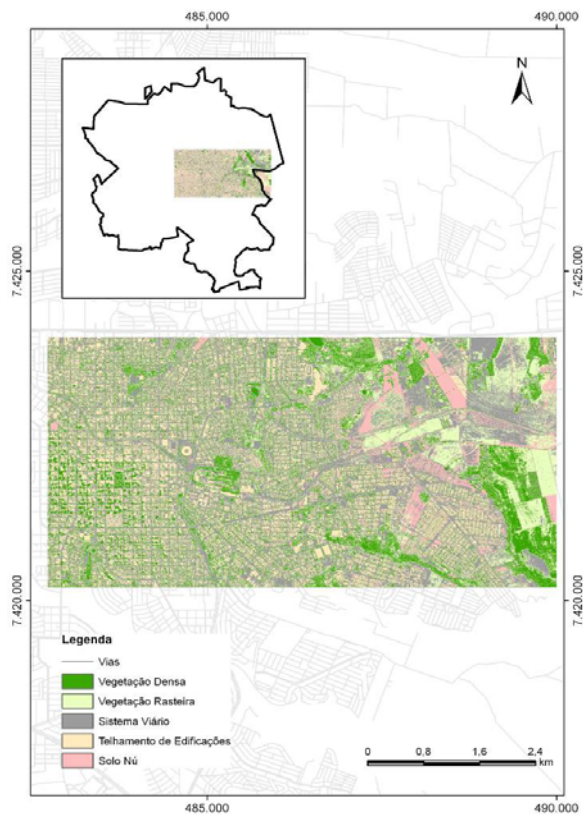 485.000
490.000
N
7.425.000
7.425.000
7.420.000
7.420.000
Legenda
Vias
Vegetação Densa
Vegetação Rasteira
Sistema Viário
Telhamento de Edificações
Solo Nú
0 0,8 1,6 2,4
km
485.000
490.000